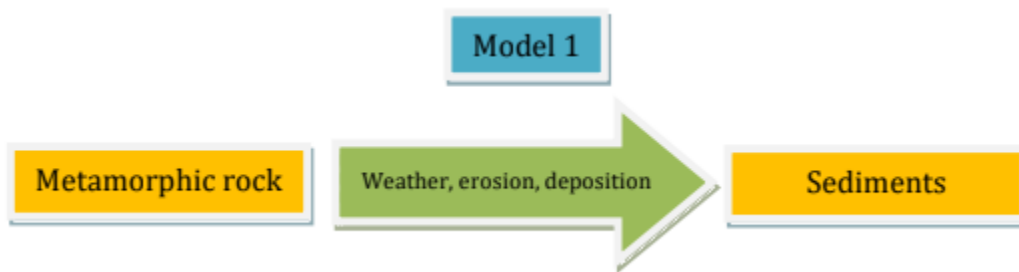 Model 1
Metamorphic rock
Weather, erosion, deposition
Sediments